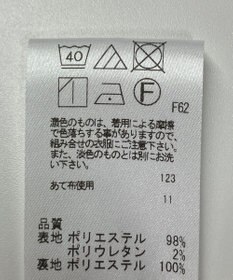 40
F
F62
濃色のものは、着用による摩擦
で色落ちする事がありますので、
組み合せの衣服にご注意下さい。
また、淡色のものとは別にお洗
い下さい。
123
あて布使用
11
品質
表地 ポリエステル 98%
ポリウレタン 2%
裏地 ポリエステル 100%